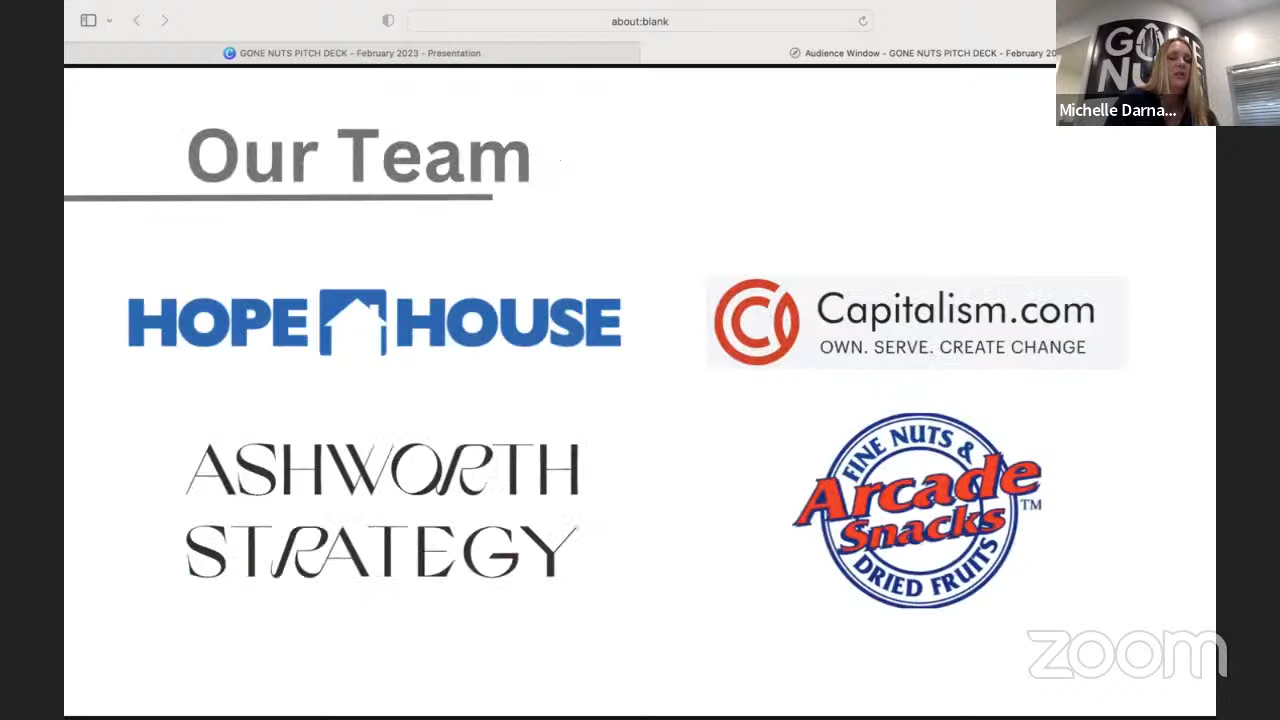 about:blank
GONE NUTS PITCH DECK - February 2023 - Presentation
Audience Window - GONE NUTS PITCH DECK - February 20
GONE
NU
Michelle Darna...
Our Team
HOPE HOUSE
Capitalism.com
OWN. SERVE. CREATE CHANGE
ASHWORTH
STRATEGY
FINE NUTS &
Arcade
Snacks
TM
DRIED FRUITS
zoom